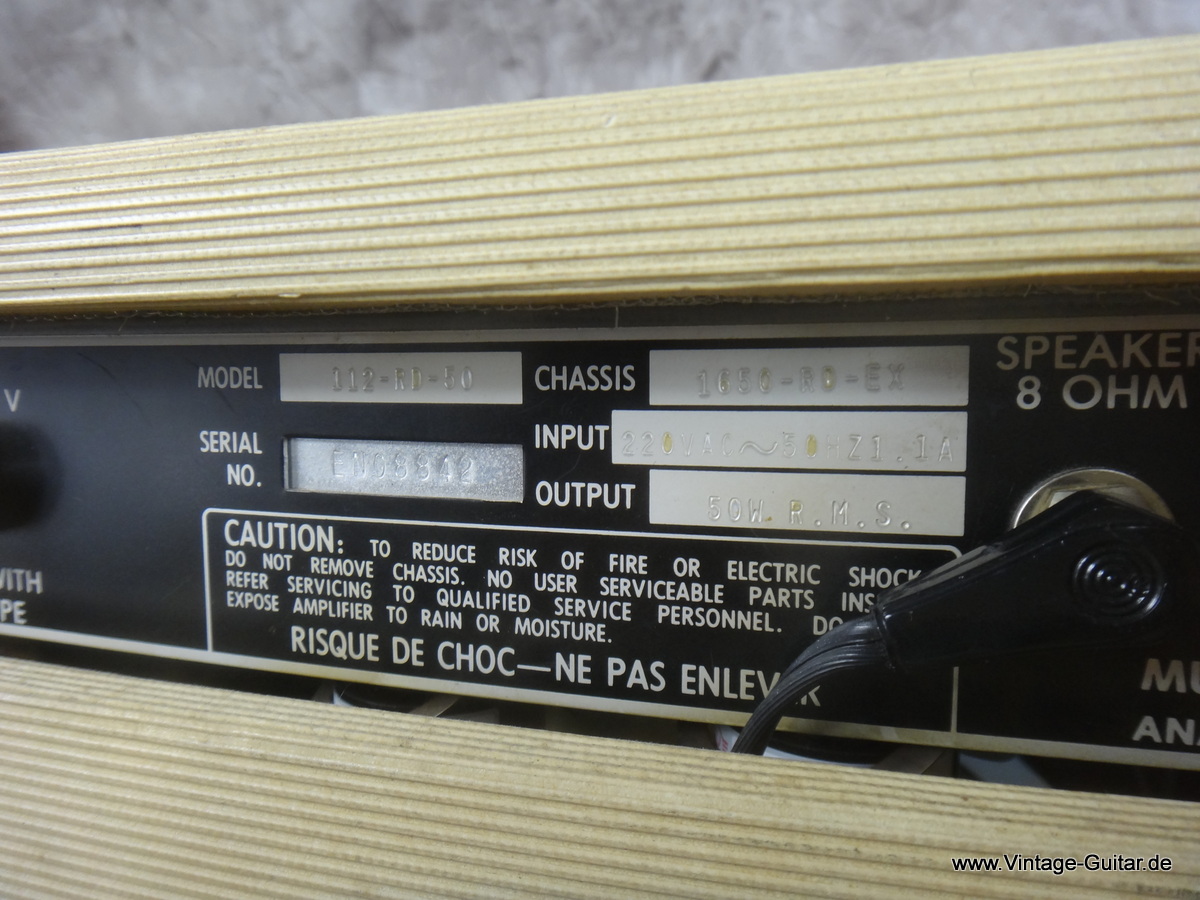 V
WITH
MODEL 112-RD-50
SERIAL
NO. EN08942
CHASSIS 1650-RD-EX
INPUT 220VAC~50HZ1.1A
OUTPUT 50W R.M.S.
SPEAKER
8 OHM
CAUTION: TO REDUCE RISK OF FIRE OR ELECTRIC SHOCK
DO NOT REMOVE CHASSIS. NO USER SERVICEABLE PARTS INS
REFER SERVICING TO QUALIFIED SERVICE PERSONNEL. DO
EXPOSE AMPLIFIER TO RAIN OR MOISTURE.
RISQUE DE CHOC—NE PAS ENLEVER
MU
ANA
www.Vintage-Guitar.de